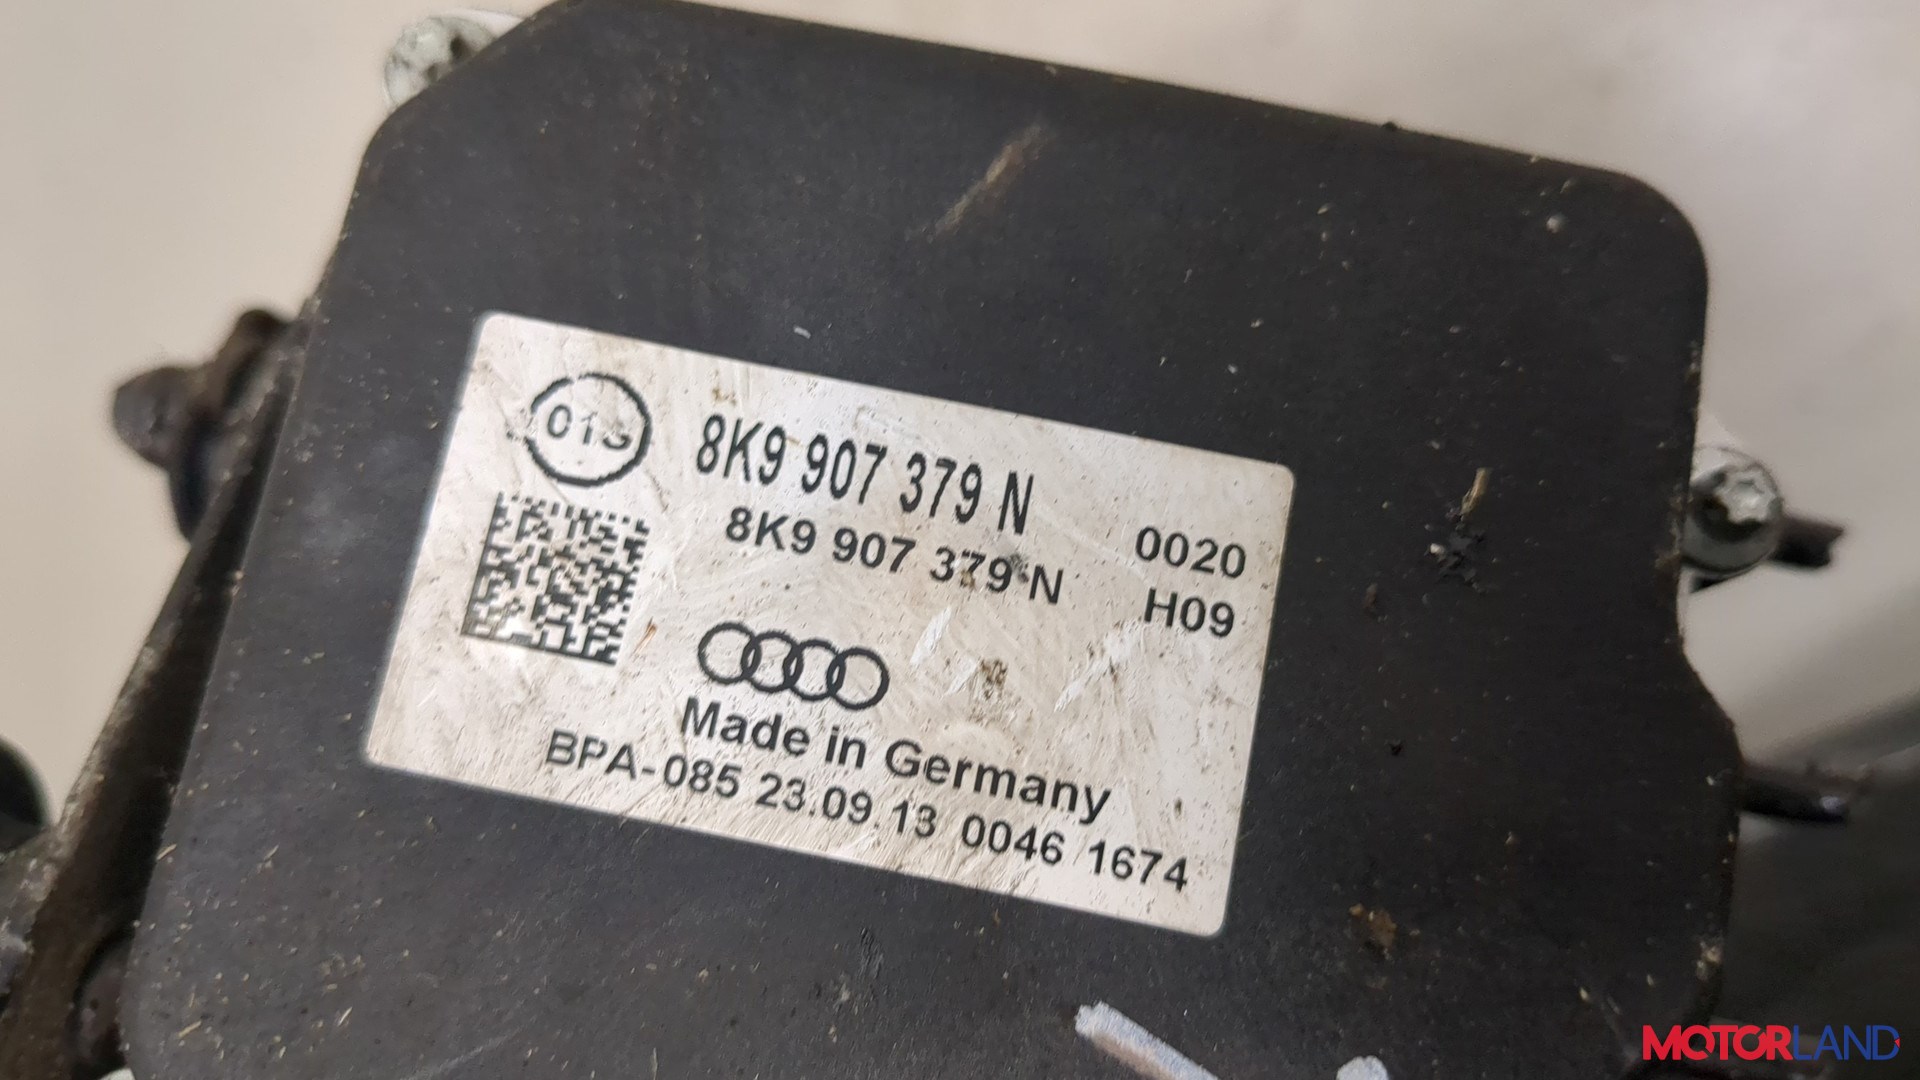 8K9 907 379 N
8K9 907 379 N
0020
H09
Made in Germany
BPA-085 23.09.13 0046 1674
MOTORLAND